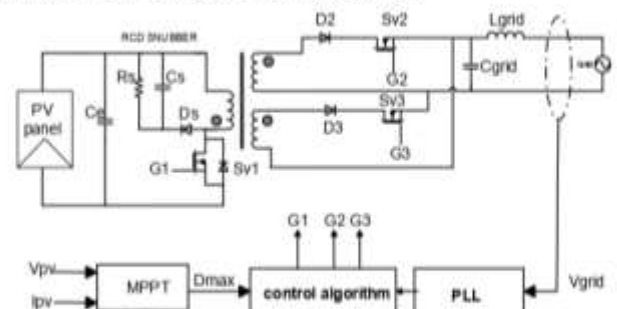 D2
Sv2
Lgrid
RCD SNUBBER
Rs
Cs
G2
Cgrid
Sv3
PV
panel
Ds
D3
G1
Sv1
G3
G1
G2
G3
Vpv
MPPT
Dmax
control algorithm
PLL
Vgrid
Ipv